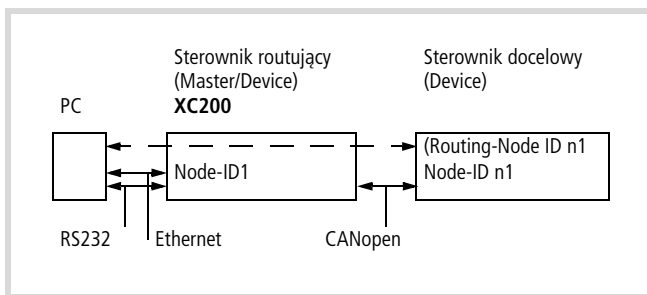 Sterownik routujący
(Master/Device)
XC200
Sterownik docelowy
(Device)
PC
Node-ID1
(Routing-Node ID n1
Node-ID n1
RS232
Ethernet
CANopen